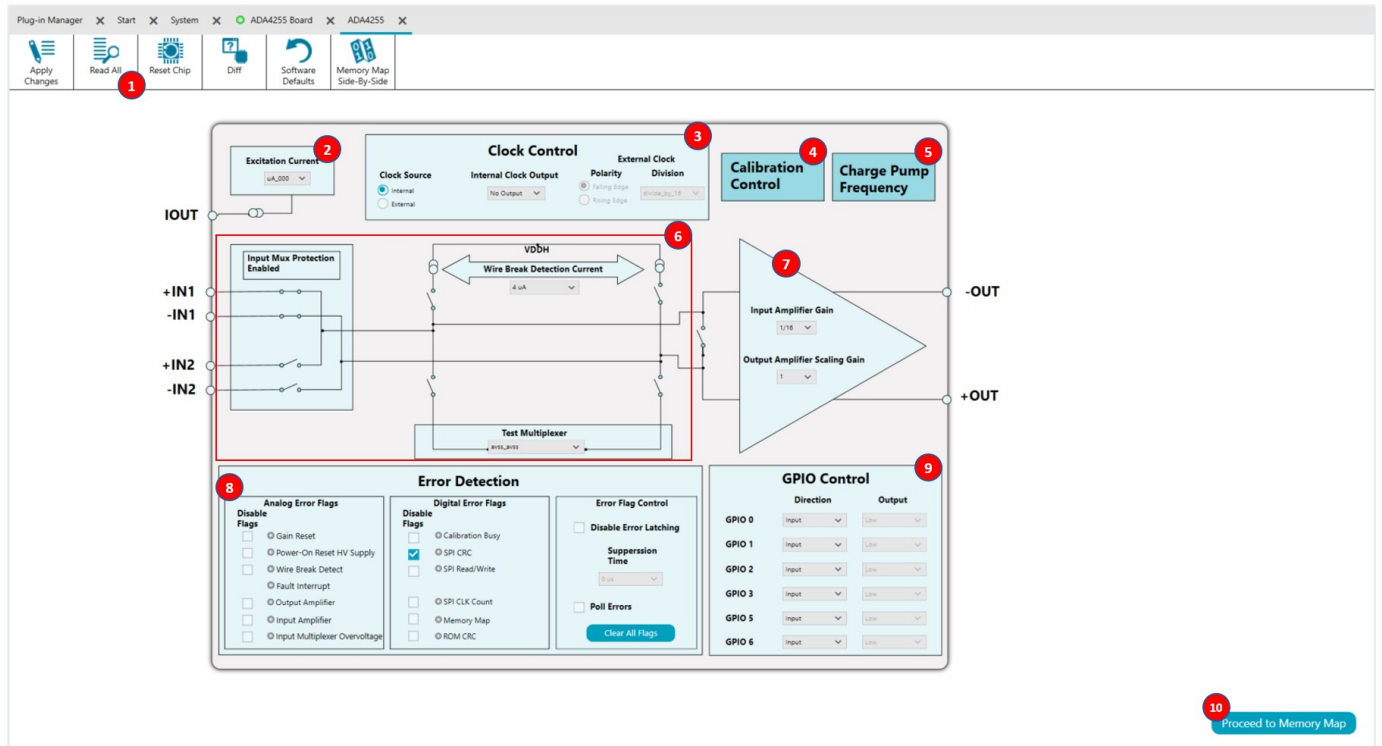 Plug-in Manager Start System ADA4255 Board ADA4255
Apply Changes
Read All
Reset Chip
Diff
Software Defaults
Memory Map Side-By-Side
1
2
Excitation Current
uA_000
3
Clock Control
Clock Source
Internal
External
Internal Clock Output
No Output
External Clock
Polarity
Falling Edge
Rising Edge
Division
divide_by_16
4
Calibration
Control
5
Charge Pump
Frequency
IOUT
6
Input Mux Protection
Enabled
VDDH
Wire Break Detection Current
4 uA
+IN1
-IN1
+IN2
-IN2
Test Multiplexer
avss_avss
7
Input Amplifier Gain
1/16
Output Amplifier Scaling Gain
1
-OUT
+OUT
8
Error Detection
Analog Error Flags
Disable
Flags
Gain Reset
Power-On Reset HV Supply
Wire Break Detect
Fault Interrupt
Output Amplifier
Input Amplifier
Input Multiplexer Overvoltage
Digital Error Flags
Disable
Flags
Calibration Busy
SPI CRC
SPI Read/Write
SPI CLK Count
Memory Map
ROM CRC
Error Flag Control
Disable Error Latching
Supperssion
Time
8 us
Poll Errors
Clear All Flags
9
GPIO Control
Direction Output
GPIO 0 Input Low
GPIO 1 Input Low
GPIO 2 Input Low
GPIO 3 Input Low
GPIO 5 Input Low
GPIO 6 Input Low
10
Proceed to Memory Map